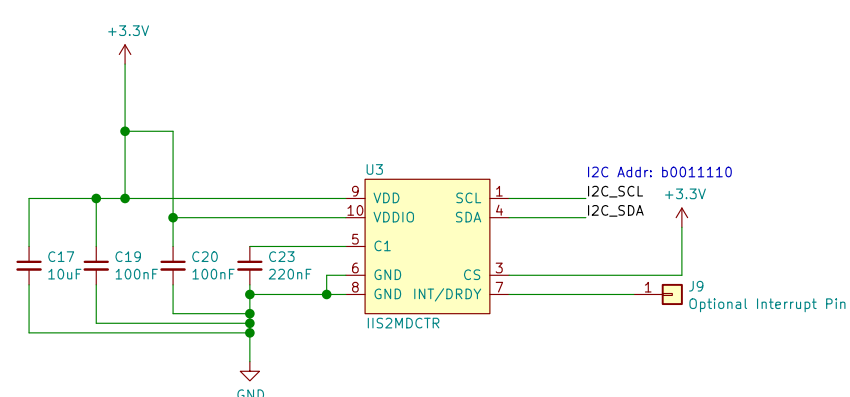 +3.3V
U3
I2C Addr: b0011110
I2C_SCL
+3.3V
9 VDD SCL 1
10 VDDIO SDA 4
I2C_SDA
5 C1
C17 C19 C20 C23
10uF 100nF 100nF 220nF
6 GND CS 3
8 GND INT/DRDY 7
1 J9
Optional Interrupt Pin
IIS2MDCTR
GND